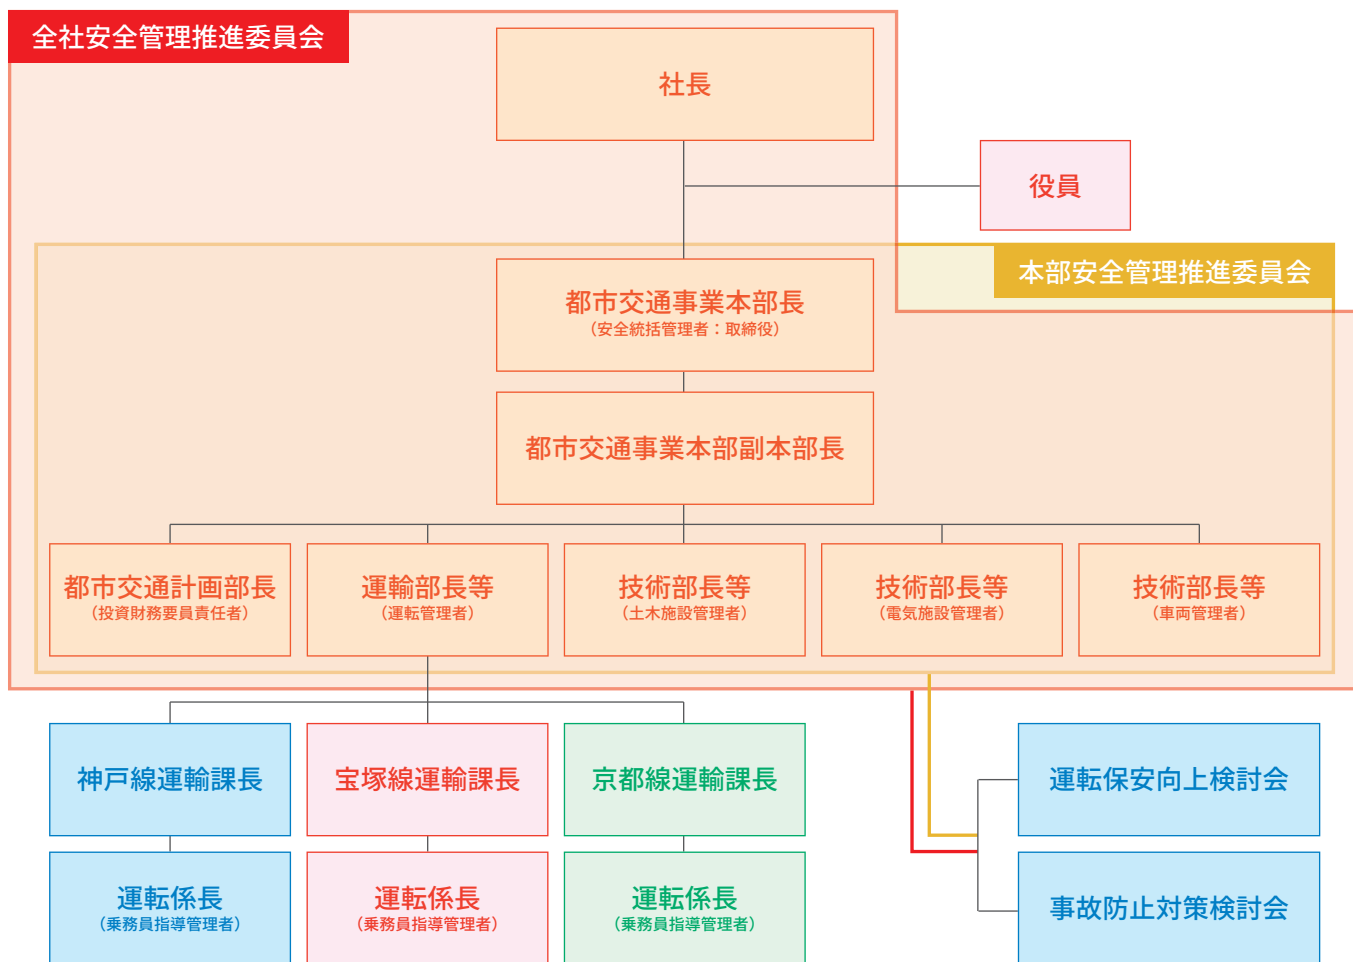 全社安全管理推進委員会
社長
役員
本部安全管理推進委員会
都市交通事業本部長
（安全統括管理者：取締役）
都市交通事業本部副本部長
都市交通計画部長
（投資財務要員責任者）
運輸部長等
（運転管理者）
技術部長等
（土木施設管理者）
技術部長等
（電気施設管理者）
技術部長等
（車両管理者）
神戸線運輸課長
宝塚線運輸課長
京都線運輸課長
運転保安向上検討会
運転係長
（乗務員指導管理者）
運転係長
（乗務員指導管理者）
運転係長
（乗務員指導管理者）
事故防止対策検討会